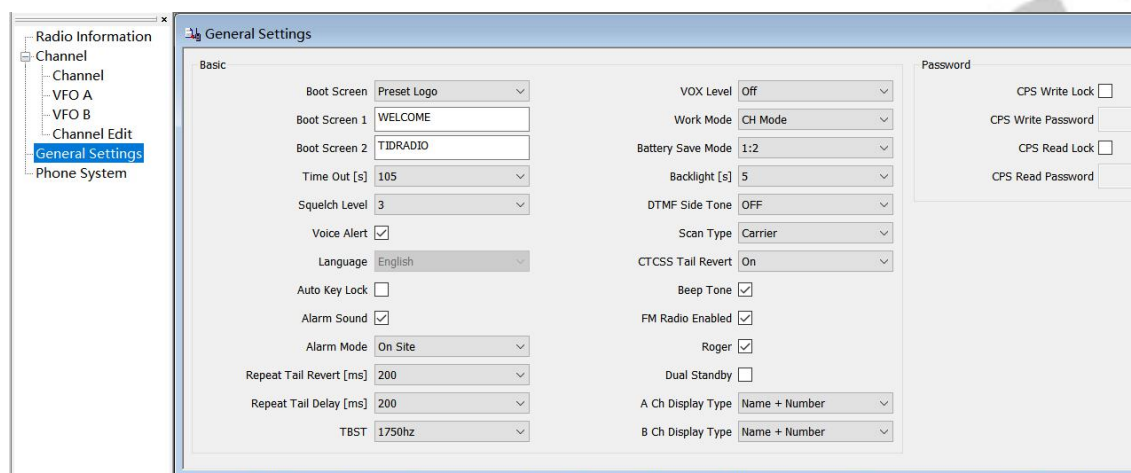 Radio Information
Channel
Channel
VFO A
VFO B
Channel Edit
General Settings
Phone System
General Settings
Basic
Boot Screen Preset Logo
Boot Screen 1 WELCOME
Boot Screen 2 TIDRADIO
Time Out [s] 105
Squelch Level 3
Voice Alert
Language English
Auto Key Lock
Alarm Sound
Alarm Mode On Site
Repeat Tail Revert [ms] 200
Repeat Tail Delay [ms] 200
TBST 1750hz
VOX Level Off
Work Mode CH Mode
Battery Save Mode 1:2
Backlight [s] 5
DTMF Side Tone OFF
Scan Type Carrier
CTCSS Tail Revert On
Beep Tone
FM Radio Enabled
Roger
Dual Standby
A Ch Display Type Name + Number
B Ch Display Type Name + Number
Password
CPS Write Lock
CPS Write Password
CPS Read Lock
CPS Read Password